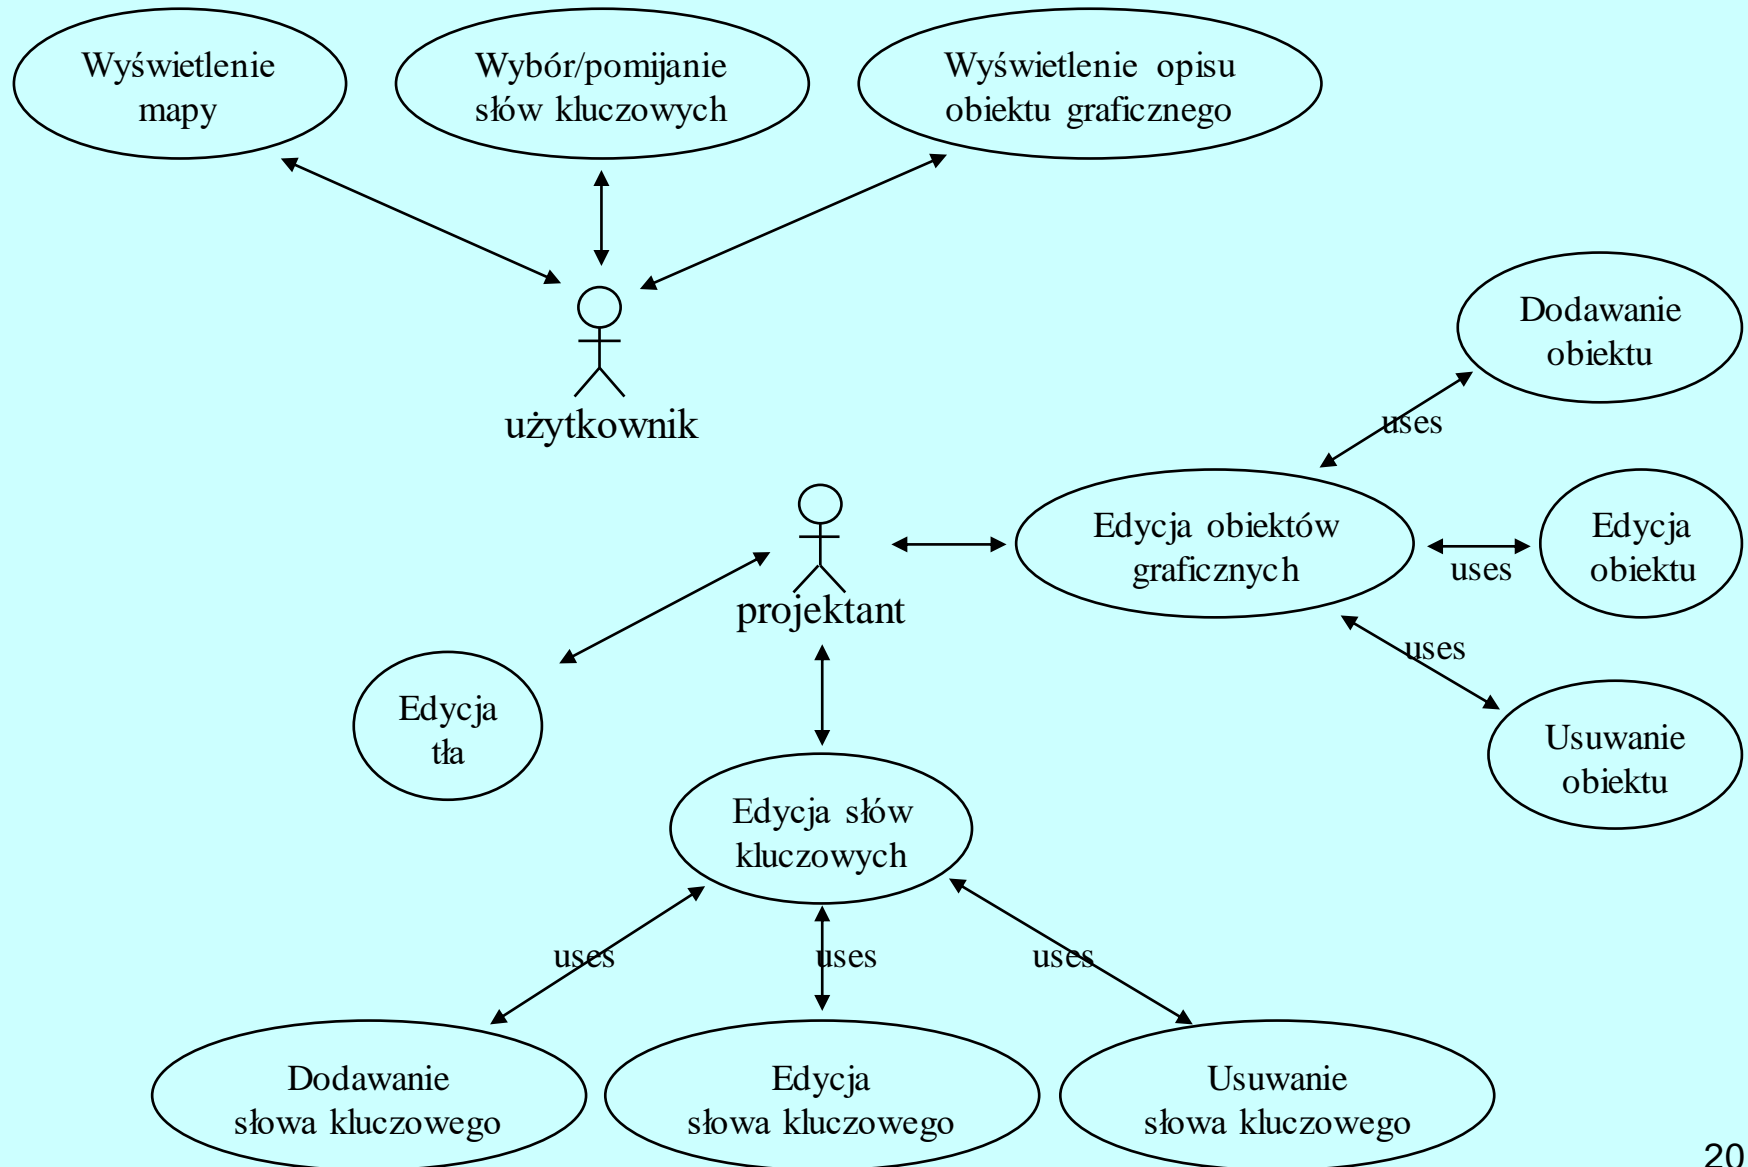 Wyświetlenie
mapy
Wybór/pomijanie
słów kluczowych
Wyświetlenie opisu
obiektu graficznego
użytkownik
Dodawanie
obiektu
uses
Edycja obiektów
graficznych
uses
Edycja
obiektu
projektant
uses
Usuwanie
obiektu
Edycja
tła
Edycja słów
kluczowych
uses
uses
uses
Dodawanie
słowa kluczowego
Edycja
słowa kluczowego
Usuwanie
słowa kluczowego
20